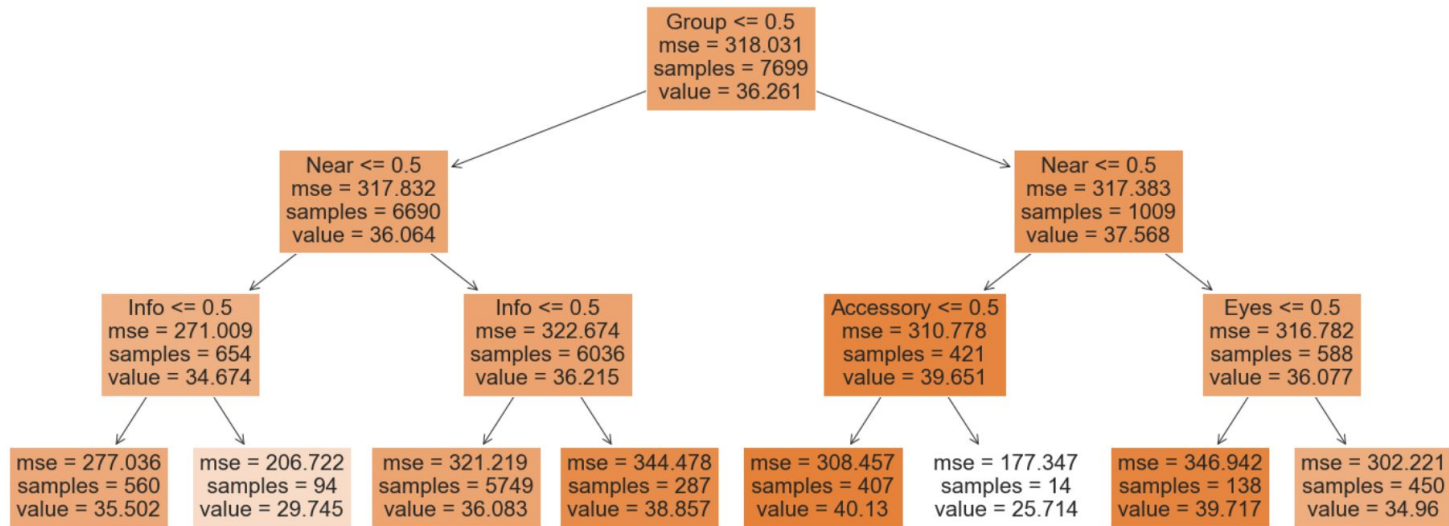 Group <= 0.5
mse = 318.031
samples = 7699
value = 36.261
Near <= 0.5
mse = 317.832
samples = 6690
value = 36.064
Near <= 0.5
mse = 317.383
samples = 1009
value = 37.568
Info <= 0.5
mse = 271.009
samples = 654
value = 34.674
Info <= 0.5
mse = 322.674
samples = 6036
value = 36.215
Accessory <= 0.5
mse = 310.778
samples = 421
value = 39.651
Eyes <= 0.5
mse = 316.782
samples = 588
value = 36.077
mse = 277.036
samples = 560
value = 35.502
mse = 206.722
samples = 94
value = 29.745
mse = 321.219
samples = 5749
value = 36.083
mse = 344.478
samples = 287
value = 38.857
mse = 308.457
samples = 407
value = 40.13
mse = 177.347
samples = 14
value = 25.714
mse = 346.942
samples = 138
value = 39.717
mse = 302.221
samples = 450
value = 34.96